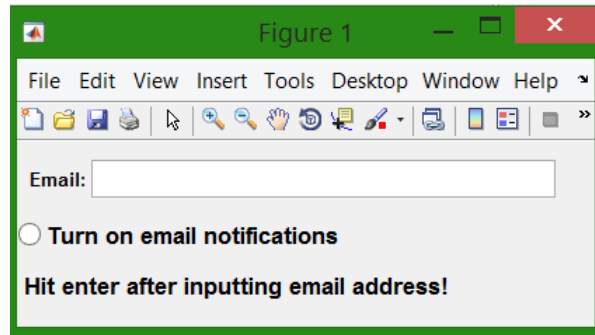 Figure 1
File Edit View Insert Tools Desktop Window Help
Email:
Turn on email notifications
Hit enter after inputting email address!